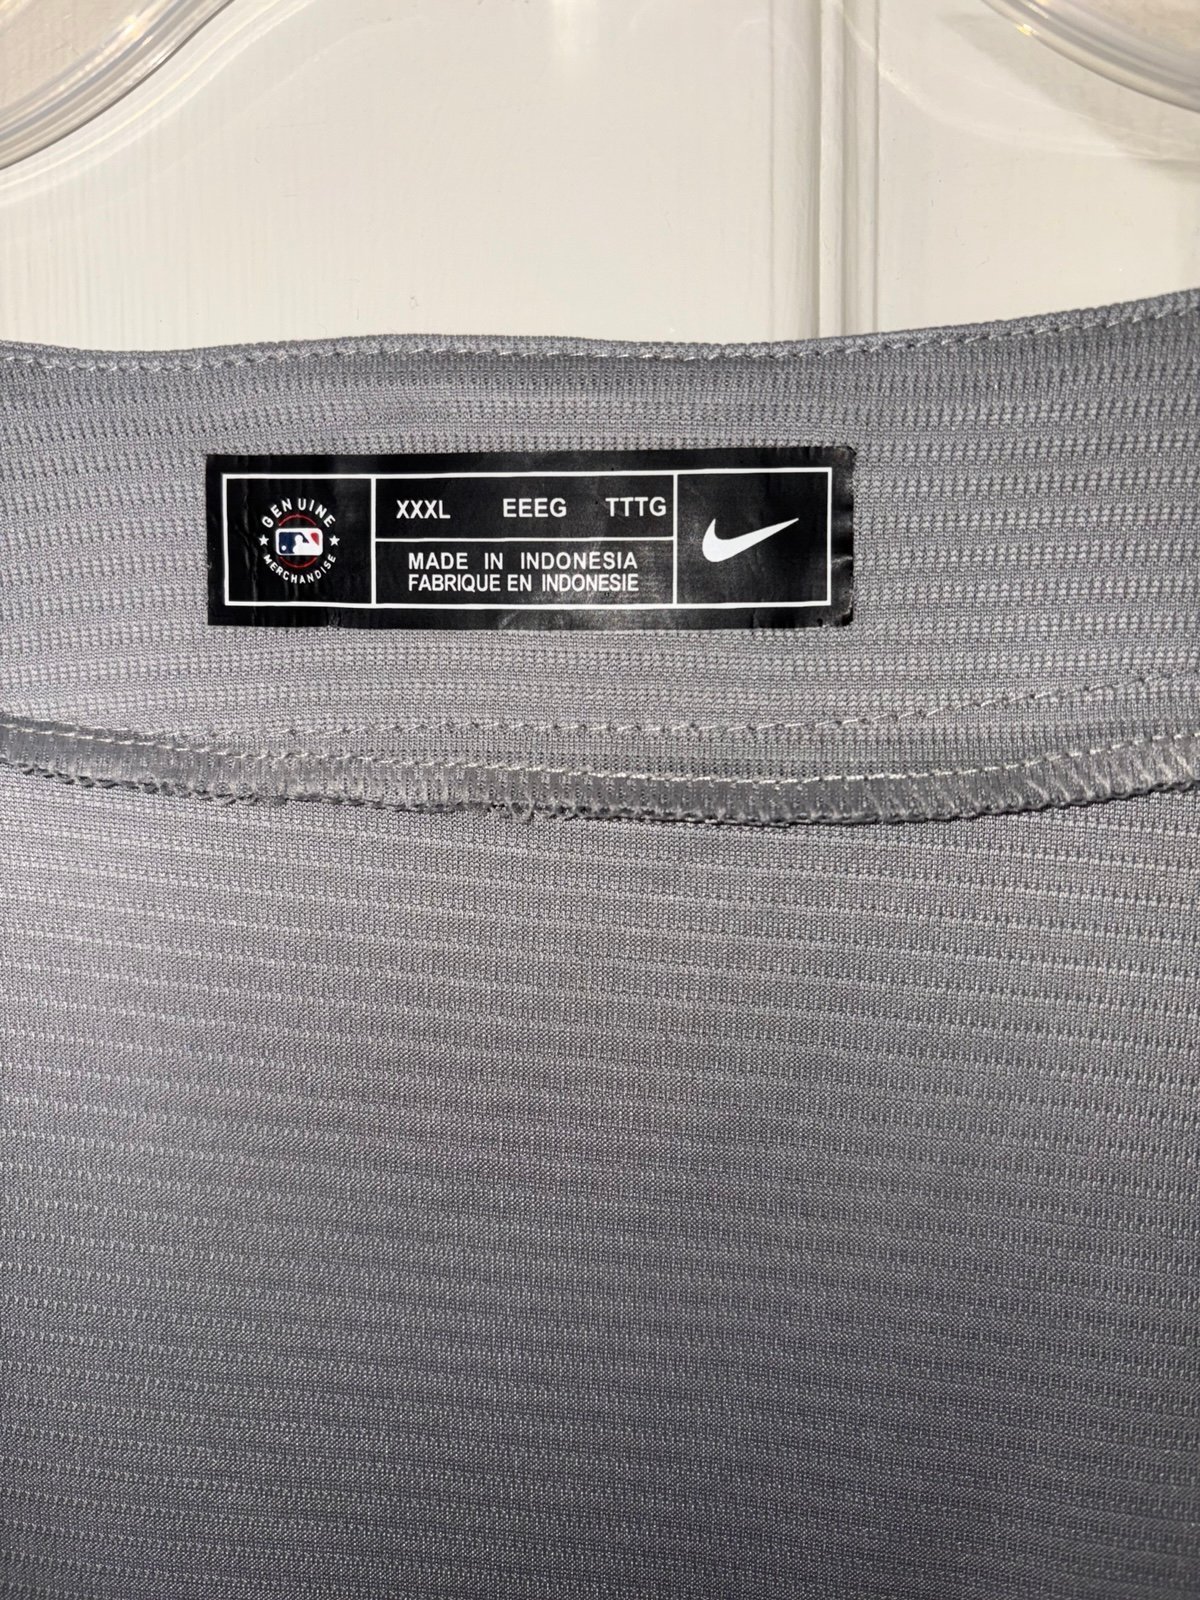 GENUINE
MERCHANDISE
XXXL EEEG TTTG
MADE IN INDONESIA
FABRIQUE EN INDONESIE